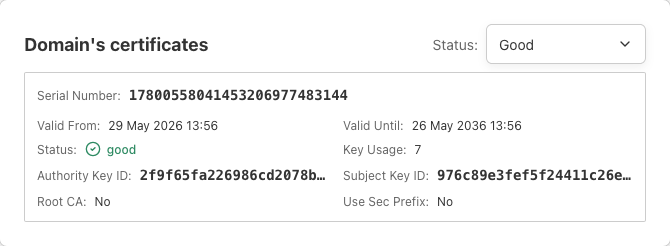 Domain's certificates
Status: Good
Serial Number: 17800558041453206977483144
Valid From: 29 May 2026 13:56
Valid Until: 26 May 2036 13:56
Status: good
Key Usage: 7
Authority Key ID: 2f9f65fa226986cd2078b…
Subject Key ID: 976c89e3fef5f24411c26e…
Root CA: No
Use Sec Prefix: No